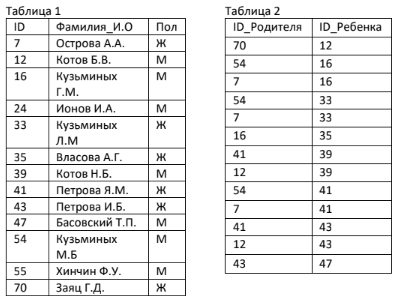 Таблица 1
ID Фамилия_И.О Пол
7 Острова А.А. Ж
12 Котов Б.В. М
16 Кузьминых Г.М. М
24 Ионов И.А. М
33 Кузьминых Л.М Ж
35 Власова А.Г. Ж
39 Котов Н.Б. М
41 Петрова Я.М. Ж
43 Петрова И.Б. Ж
47 Басовский Т.П. М
54 Кузьминых М.Б М
55 Хинчин Ф.У. М
70 Заяц Г.Д. Ж
Таблица 2
ID_Родителя ID_Ребенка
70 12
54 16
7 16
54 33
7 33
16 35
41 39
12 39
54 41
7 41
41 43
12 43
43 47